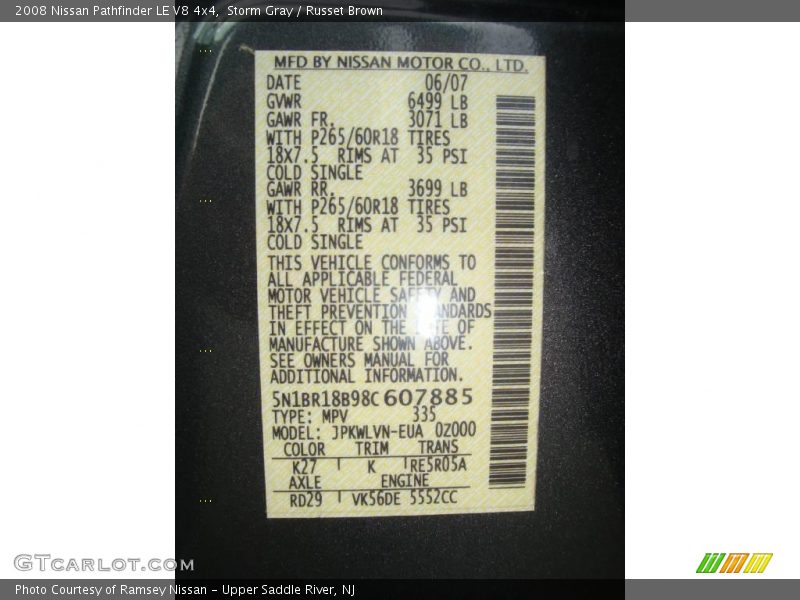 2008 Nissan Pathfinder LE V8 4x4, Storm Gray / Russet Brown
MFD BY NISSAN MOTOR CO., LTD.
DATE 06/07
GVWR 6499 LB
GAWR FR. 3071 LB
WITH P265/60R18 TIRES
18X7.5 RIMS AT 35 PSI
COLD SINGLE
GAWR RR. 3699 LB
WITH P265/60R18 TIRES
18X7.5 RIMS AT 35 PSI
COLD SINGLE
THIS VEHICLE CONFORMS TO
ALL APPLICABLE FEDERAL
MOTOR VEHICLE SAFETY AND
THEFT PREVENTION STANDARDS
IN EFFECT ON THE DATE OF
MANUFACTURE SHOWN ABOVE.
SEE OWNERS MANUAL FOR
ADDITIONAL INFORMATION.
5N1BR18B98C 607885
TYPE: MPV 335
MODEL: JPKWLVN-EUA 0Z000
COLOR TRIM TRANS
K27 K RE5R05A
AXLE ENGINE
RD29 VK56DE 5552CC
GTcarlot.com
Photo Courtesy of Ramsey Nissan - Upper Saddle River, NJ